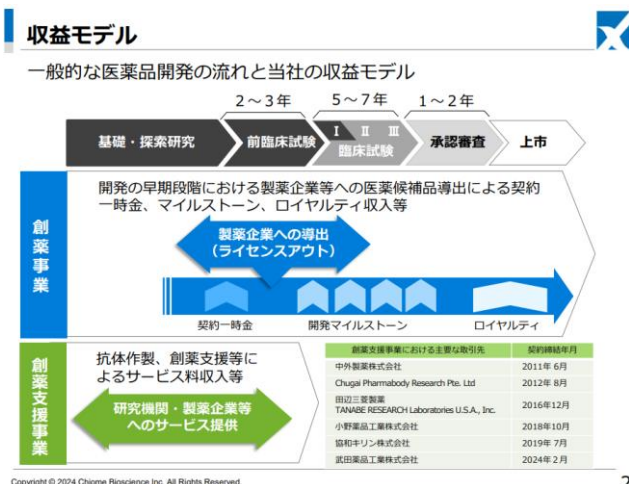 収益モデル
一般的な医薬品開発の流れと当社の収益モデル
2～3年
5～7年
1～2年
基礎・探索研究
前臨床試験
Ⅰ Ⅱ Ⅲ
臨床試験
承認審査
上市
創薬事業
開発の早期段階における製薬企業等への医薬候補品導出による契約
一時金、マイルストーン、ロイヤルティ収入等
製薬企業への導出
（ライセンスアウト）
契約一時金
開発マイルストーン
ロイヤルティ
創薬支援事業
抗体作製、創薬支援等に
よるサービス料収入等
研究機関・製薬企業等
へのサービス提供
創薬支援事業における主要な取引先 契約締結年月
中外製薬株式会社 2011年 6月
Chugai Pharmabody Research Pte. Ltd 2012年 8月
田辺三菱製薬
TANABE RESEARCH Laboratories U.S.A., Inc. 2016年12月
小野薬品工業株式会社 2018年10月
協和キリン株式会社 2019年 7月
武田薬品工業株式会社 2024年 2月
Copyright © 2024 Chiome Bioscience Inc. All Rights Reserved.
2